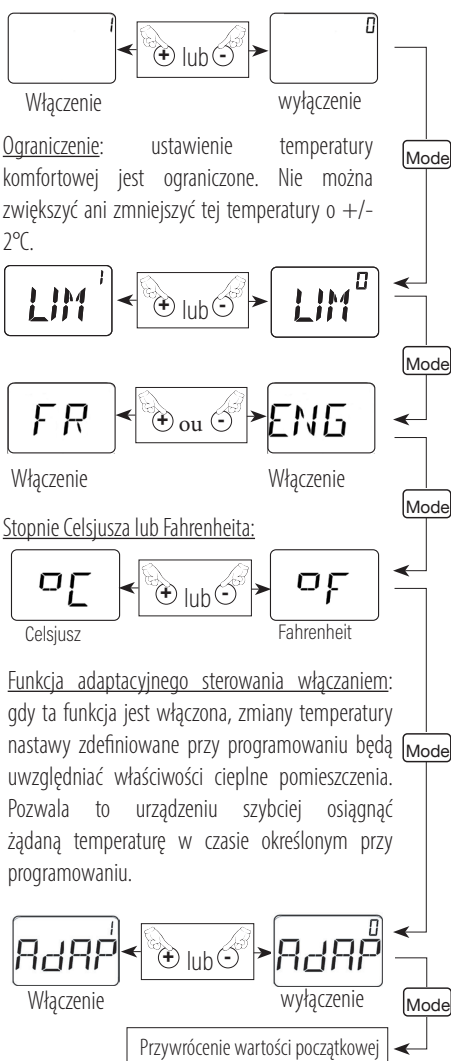 1 + lub - 0
Włączenie wyłączenie
Mode
Ograniczenie: ustawienie temperatury
komfortowej jest ograniczone. Nie można
zwiększyć ani zmniejszyć tej temperatury o +/-
2°C.
LIM 1 + lub - LIM 0
Mode
FR + ou - ENG
Włączenie Włączenie
Mode
Stopnie Celsjusza lub Fahrenheita:
°C + lub - °F
Celsjusz Fahrenheit
Funkcja adaptacyjnego sterowania włączaniem:
gdy ta funkcja jest włączona, zmiany temperatury
nastawy zdefiniowane przy programowaniu będą
Mode
uwzględniać właściwości cieplne pomieszczenia.
Pozwala to urządzeniu szybciej osiągnąć
żądaną temperaturę w czasie określonym przy
programowaniu.
AdAP 1 + lub - AdAP 0
Włączenie wyłączenie
Mode
Przywrócenie wartości początkowej